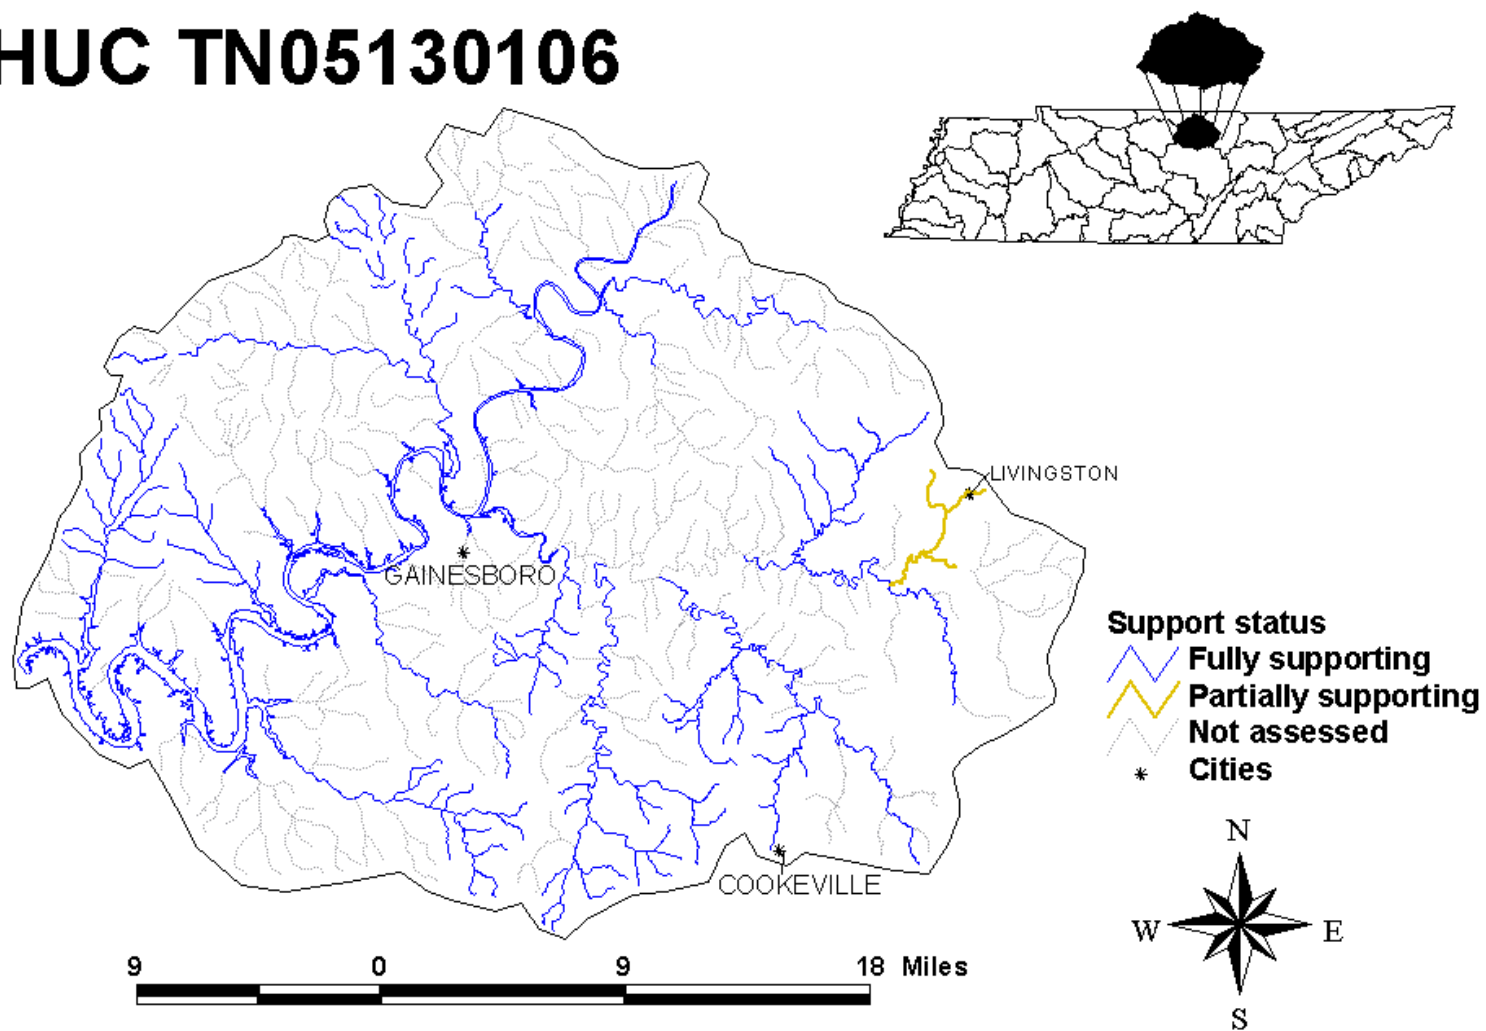 HUC TN05130106
LIVINGSTON
GAINESBORO
COOKEVILLE
Support status
Fully supporting
Partially supporting
Not assessed
Cities
N
W E
S
9 0 9 18 Miles